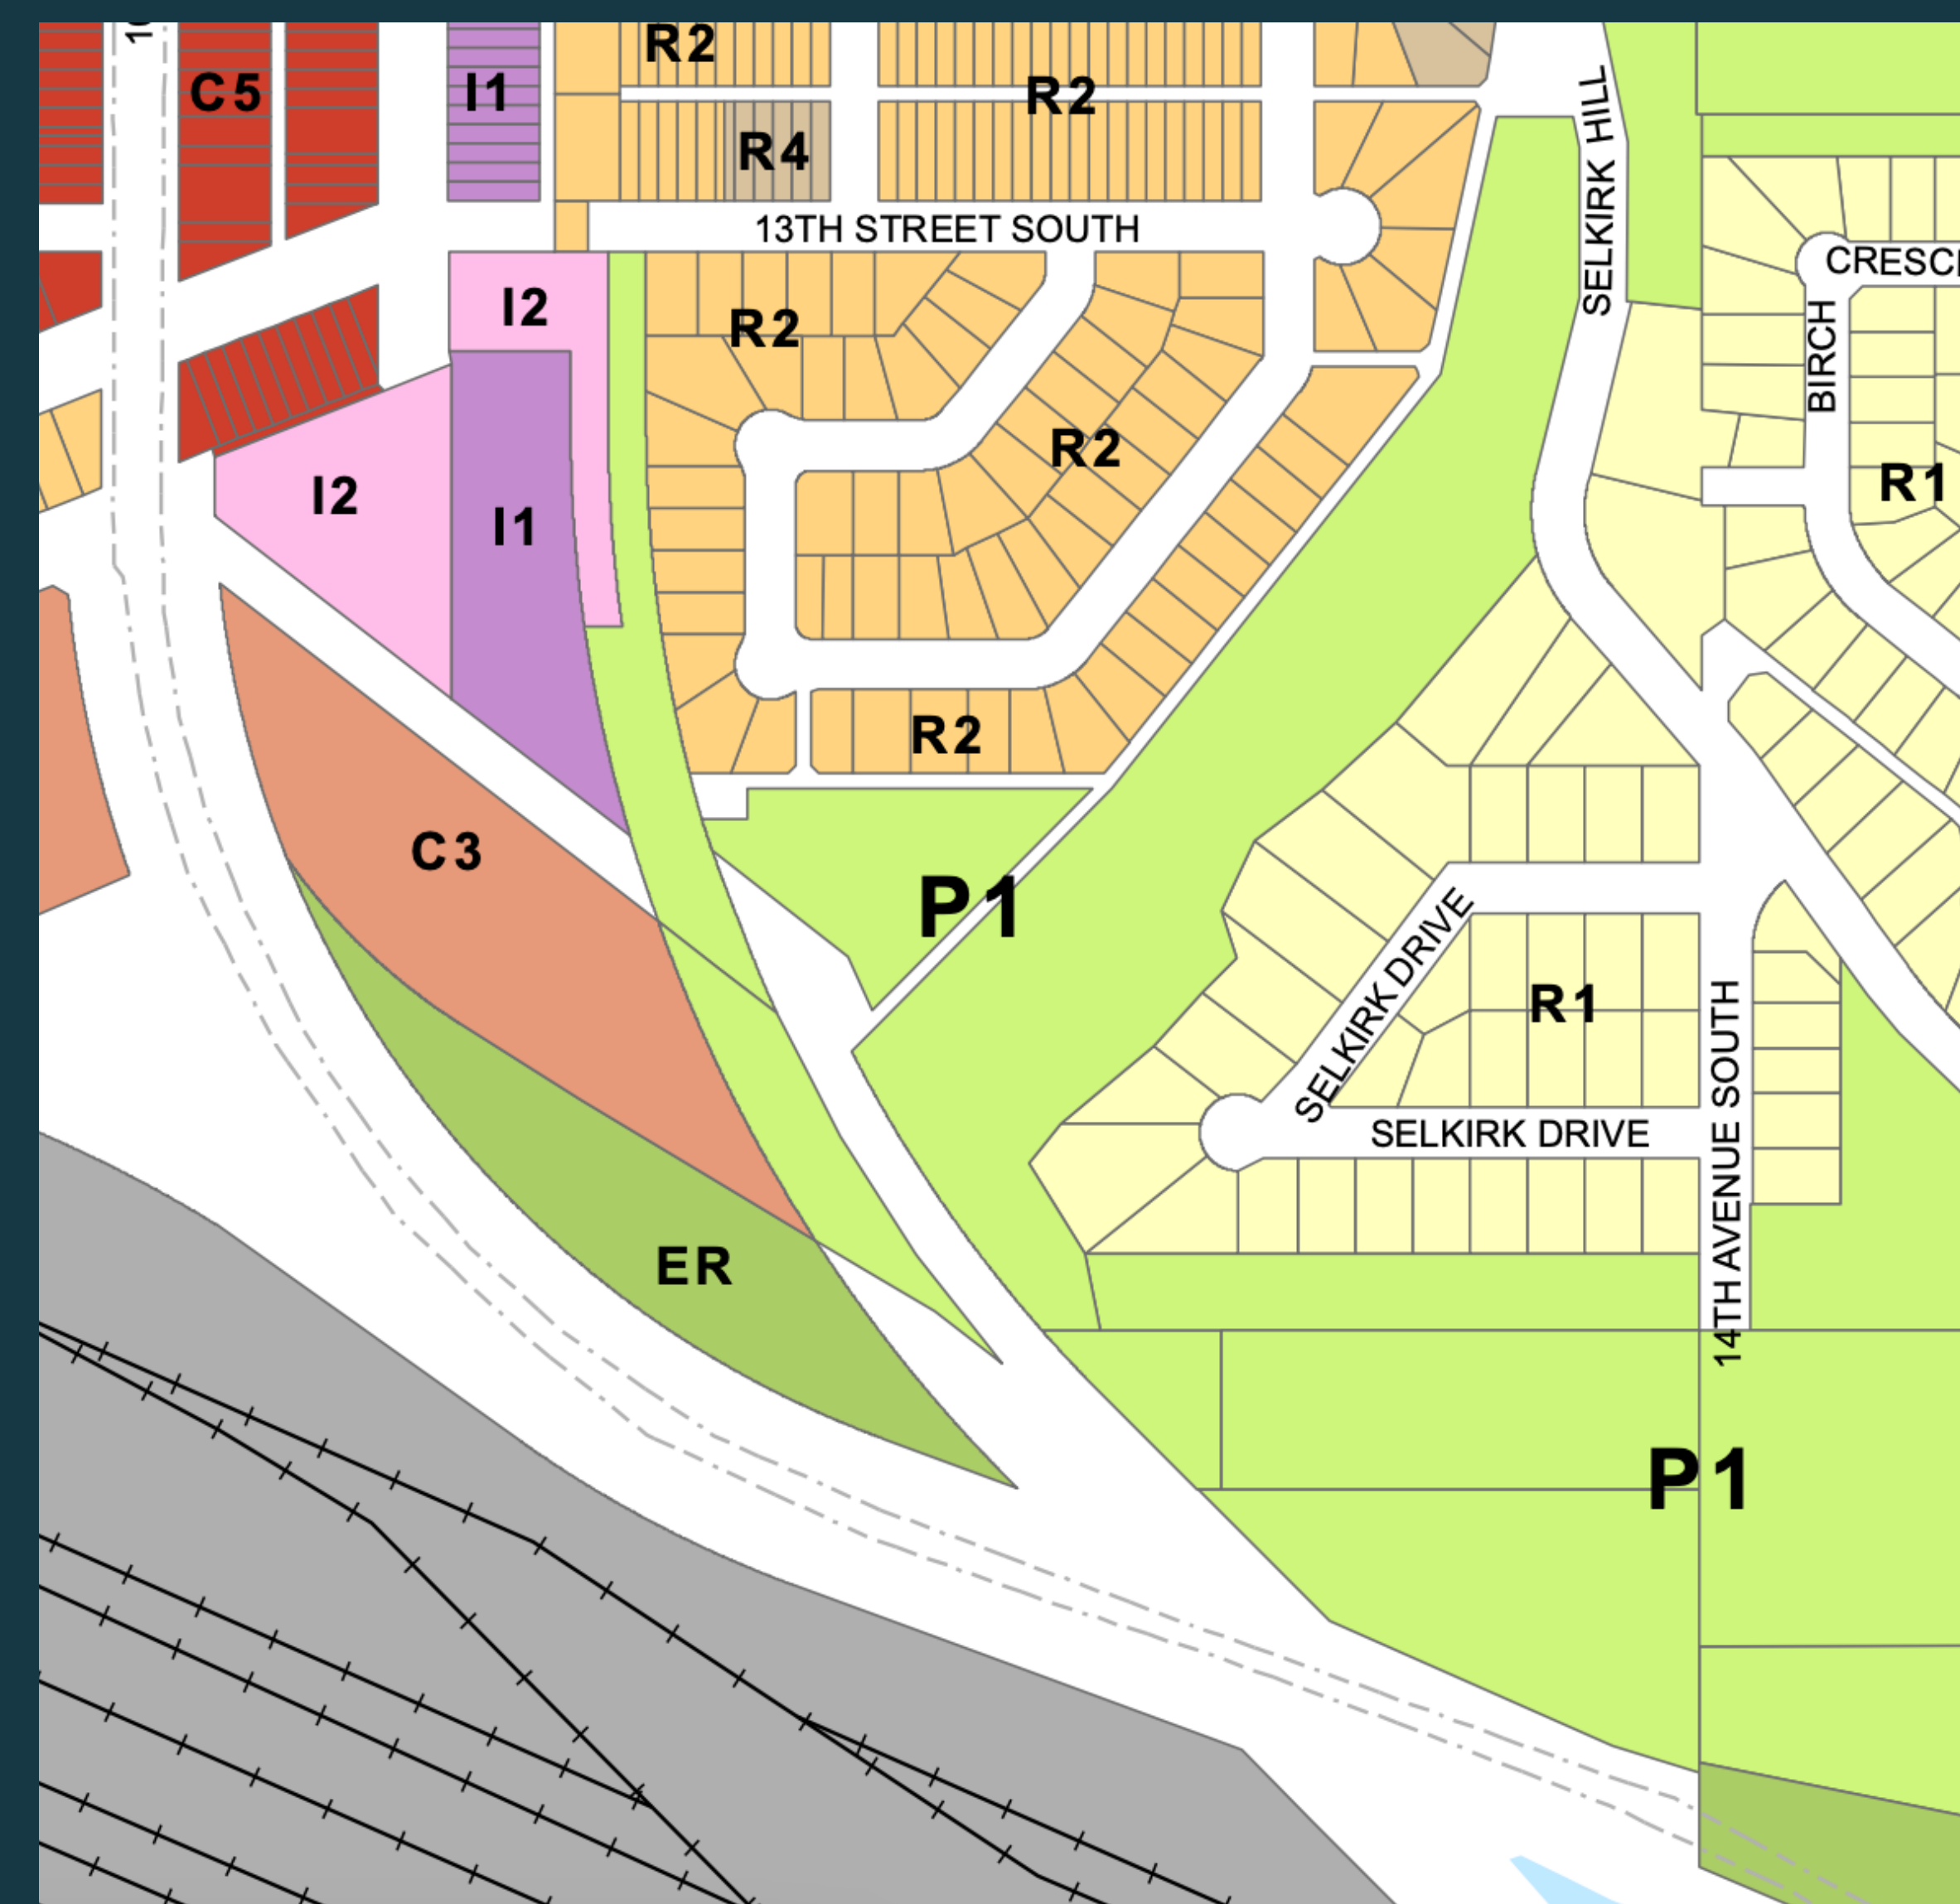 R2
C5
I1
R2
R4
SELKIRK HILL
13TH STREET SOUTH
I2
R2
BIRCH
R2
R1
I2
I1
R2
C3
P1
SELKIRK DRIVE
R1
14TH AVENUE SOUTH
SELKIRK DRIVE
ER
P1